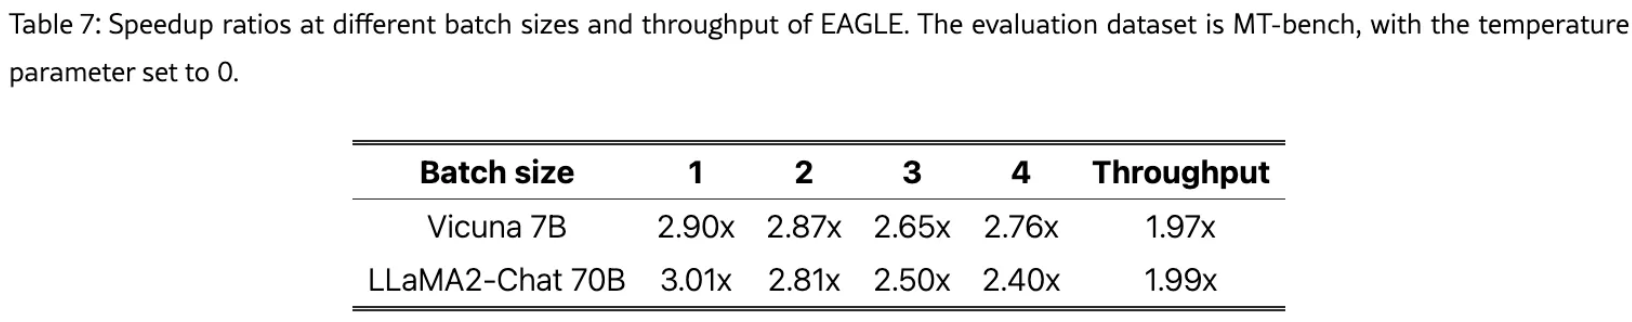 Table 7: Speedup ratios at different batch sizes and throughput of EAGLE. The evaluation dataset is MT-bench, with the temperature
parameter set to 0.
Batch size 1 2 3 4 Throughput
Vicuna 7B 2.90x 2.87x 2.65x 2.76x 1.97x
LLaMA2-Chat 70B 3.01x 2.81x 2.50x 2.40x 1.99x